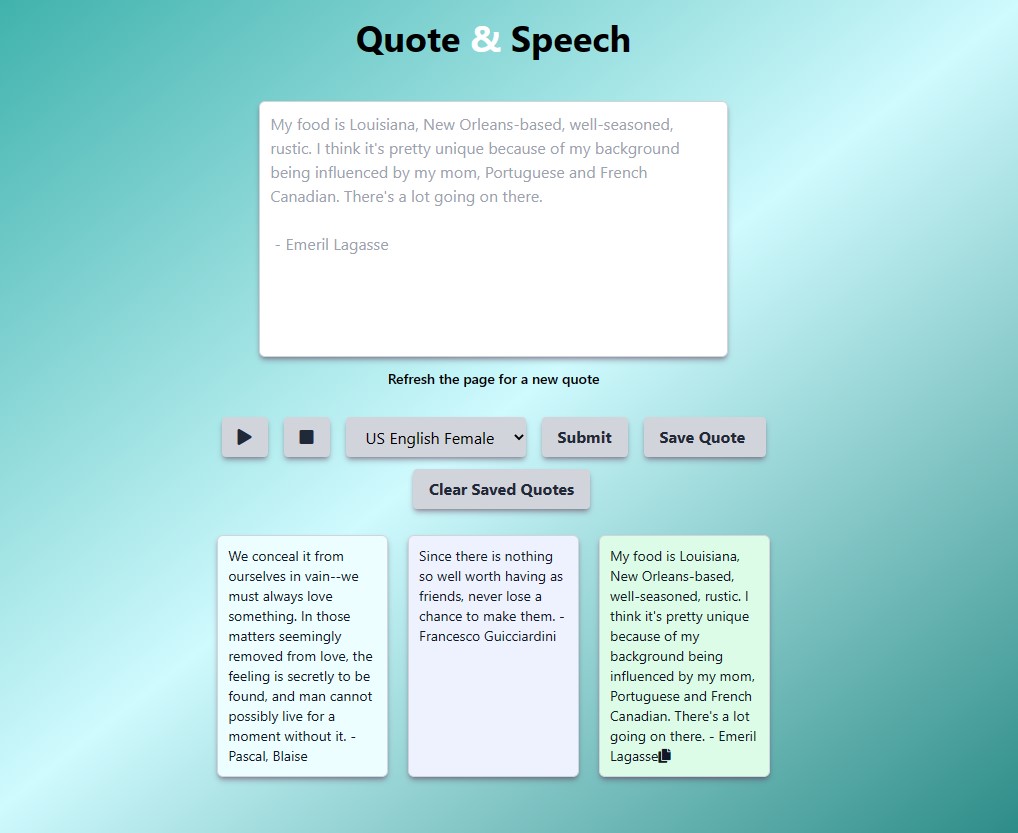 Quote & Speech
My food is Louisiana, New Orleans-based, well-seasoned,
rustic. I think it's pretty unique because of my background
being influenced by my mom, Portuguese and French
Canadian. There's a lot going on there.
- Emeril Lagasse
Refresh the page for a new quote
US English Female
Submit
Save Quote
Clear Saved Quotes
We conceal it from
ourselves in vain--we
must always love
something. In those
matters seemingly
removed from love, the
feeling is secretly to be
found, and man cannot
possibly live for a
moment without it. -
Pascal, Blaise
Since there is nothing
so well worth having as
friends, never lose a
chance to make them. -
Francesco Guicciardini
My food is Louisiana,
New Orleans-based,
well-seasoned, rustic. I
think it's pretty unique
because of my
background being
influenced by my mom,
Portuguese and French
Canadian. There's a lot
going on there. - Emeril
Lagasse